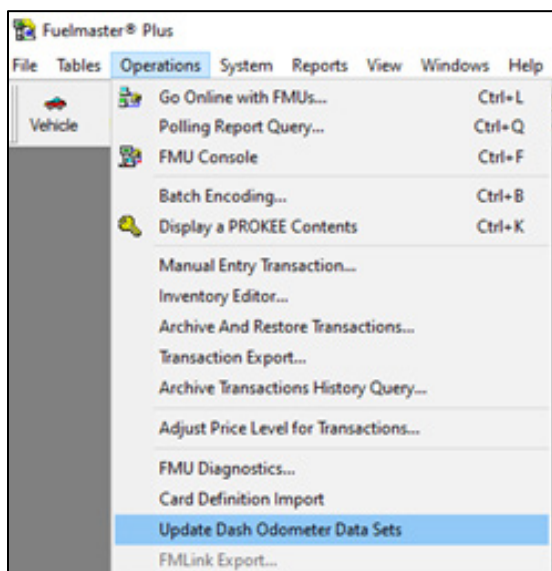 Fuelmaster® Plus
File Tables Operations System Reports View Windows Help
Vehicle
Go Online with FMUs... Ctrl+L
Polling Report Query... Ctrl+Q
FMU Console Ctrl+F
Batch Encoding... Ctrl+B
Display a PROKEE Contents Ctrl+K
Manual Entry Transaction...
Inventory Editor...
Archive And Restore Transactions...
Transaction Export...
Archive Transactions History Query...
Adjust Price Level for Transactions...
FMU Diagnostics...
Card Definition Import
Update Dash Odometer Data Sets
FMLink Export...